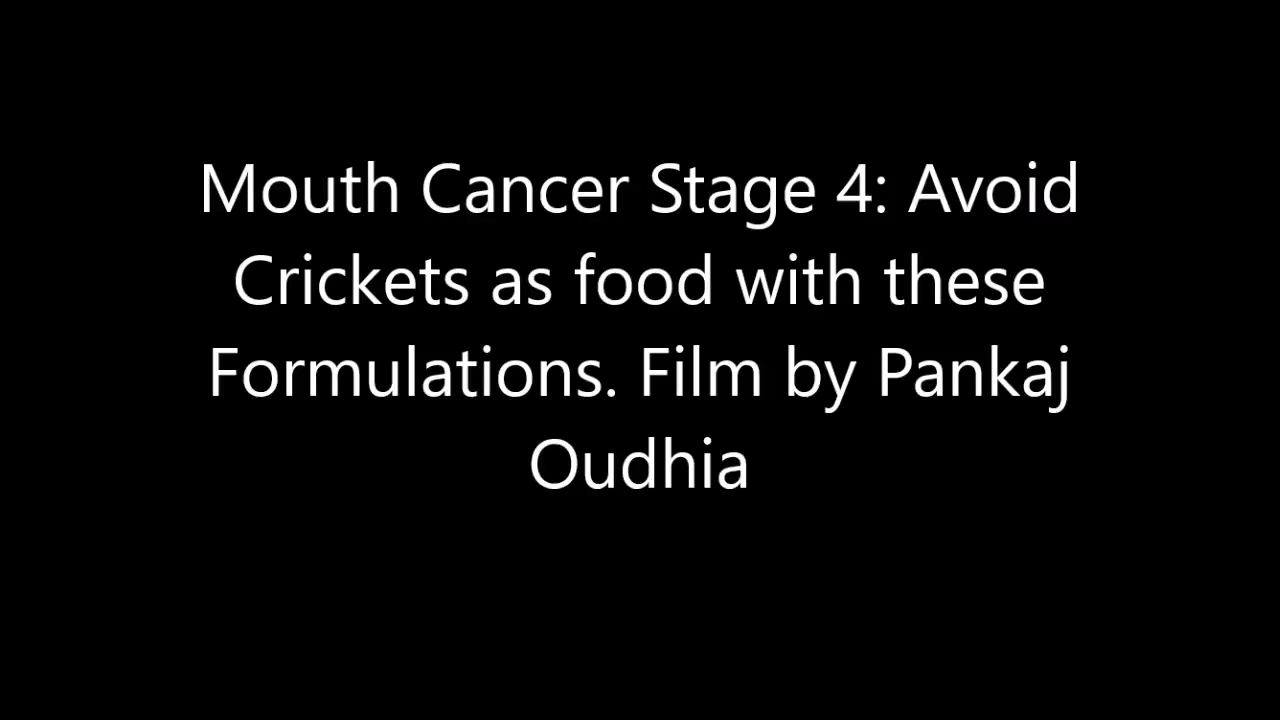 Mouth Cancer Stage 4: Avoid
Crickets as food with these
Formulations. Film by Pankaj
Oudhia